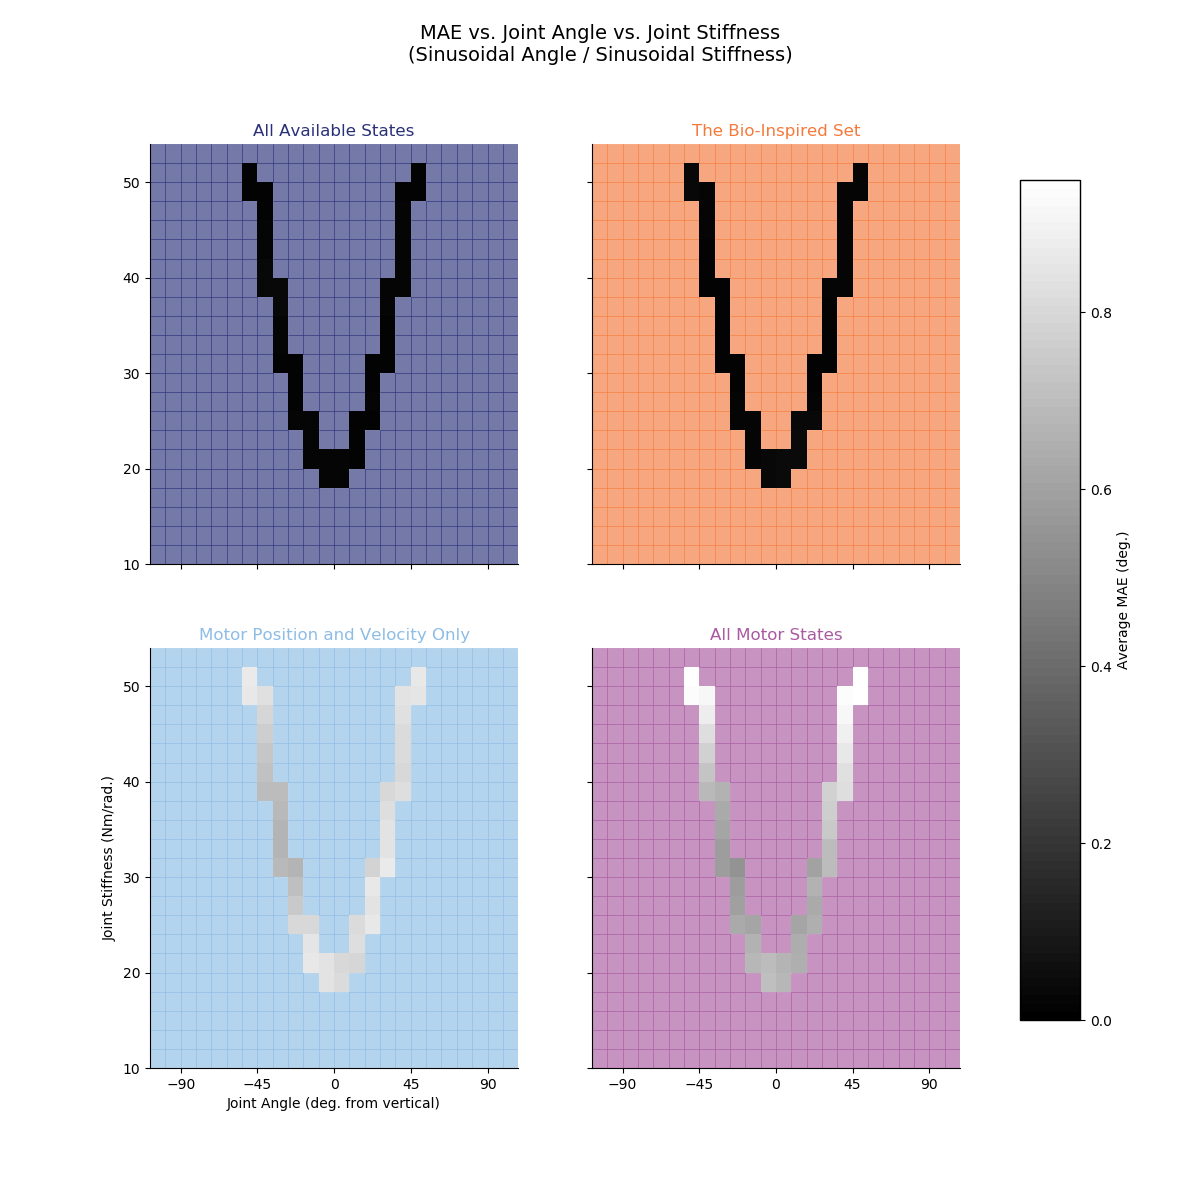 MAE vs. Joint Angle vs. Joint Stiffness
(Sinusoidal Angle / Sinusoidal Stiffness)
All Available States
The Bio-Inspired Set
50
40
30
20
10
Motor Position and Velocity Only
All Motor States
Joint Stiffness (Nm/rad.)
50
40
30
20
10
−90
−45
0
45
90
Joint Angle (deg. from vertical)
−90
−45
0
45
90
0.8
0.6
0.4
0.2
0.0
Average MAE (deg.)